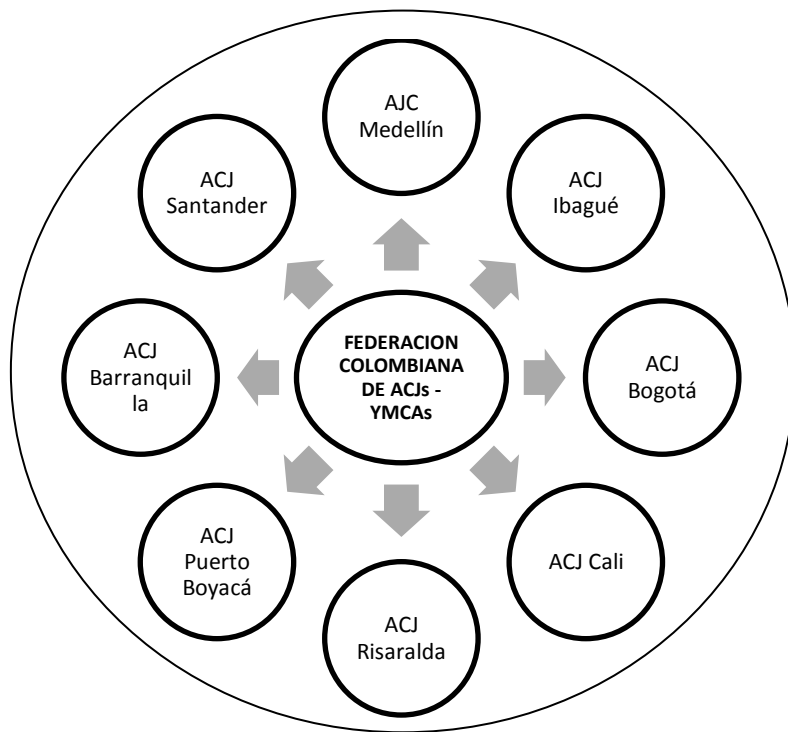 AJC
Medellín
ACJ
Santander
ACJ
Ibagué
ACJ
Barranquil
la
FEDERACION
COLOMBIANA
DE ACJs -
YMCAs
ACJ
Bogotá
ACJ
Puerto
Boyacá
ACJ Cali
ACJ
Risaralda